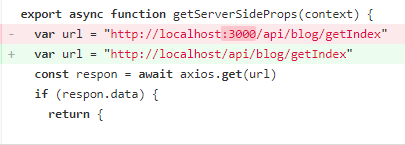 export async function getServerSideProps(context) {
- var url = "http://localhost:3000/api/blog/getIndex"
+ var url = "http://localhost/api/blog/getIndex"
const respon = await axios.get(url)
if (respon.data) {
return {